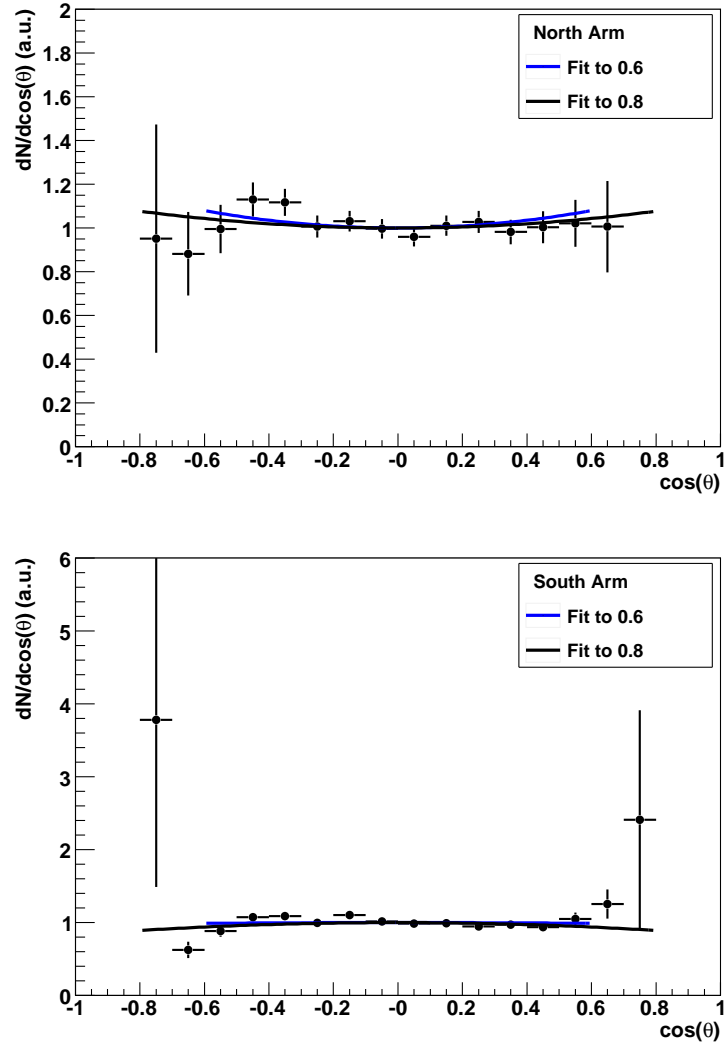 dN/dcos(θ) (a.u.)
2
1.8
1.6
1.4
1.2
1
0.8
0.6
0.4
0.2
0
North Arm
Fit to 0.6
Fit to 0.8
-1 -0.8 -0.6 -0.4 -0.2 -0 0.2 0.4 0.6 0.8 1
cos(θ)
dN/dcos(θ) (a.u.)
6
5
4
3
2
1
0
South Arm
Fit to 0.6
Fit to 0.8
-1 -0.8 -0.6 -0.4 -0.2 -0 0.2 0.4 0.6 0.8 1
cos(θ)